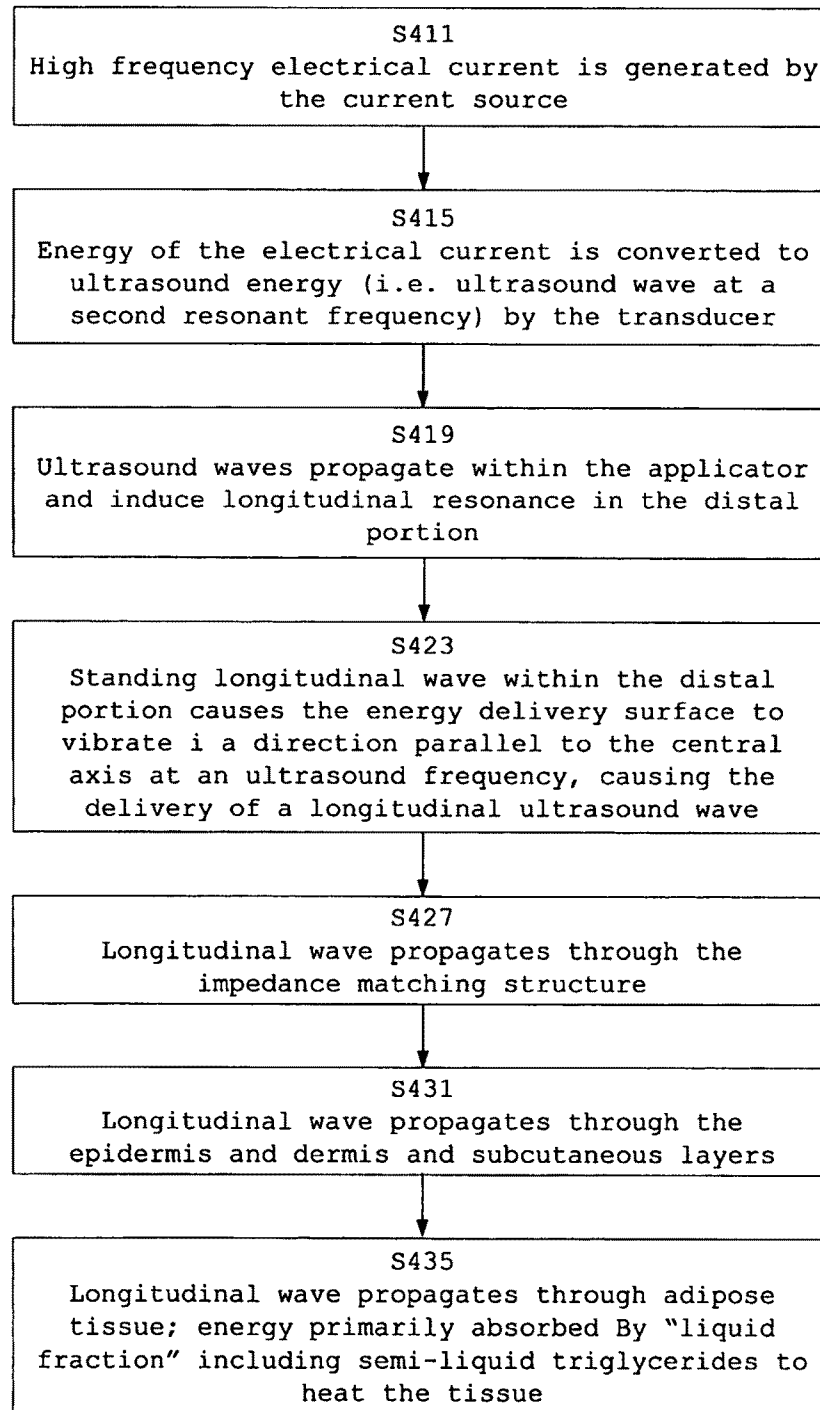 S411
High frequency electrical current is generated by
the current source
S415
Energy of the electrical current is converted to
ultrasound energy (i.e. ultrasound wave at a
second resonant frequency) by the transducer
S419
Ultrasound waves propagate within the applicator
and induce longitudinal resonance in the distal
portion
S423
Standing longitudinal wave within the distal
portion causes the energy delivery surface to
vibrate i a direction parallel to the central
axis at an ultrasound frequency, causing the
delivery of a longitudinal ultrasound wave
S427
Longitudinal wave propagates through the
impedance matching structure
S431
Longitudinal wave propagates through the
epidermis and dermis and subcutaneous layers
S435
Longitudinal wave propagates through adipose
tissue; energy primarily absorbed By "liquid
fraction" including semi-liquid triglycerides to
heat the tissue